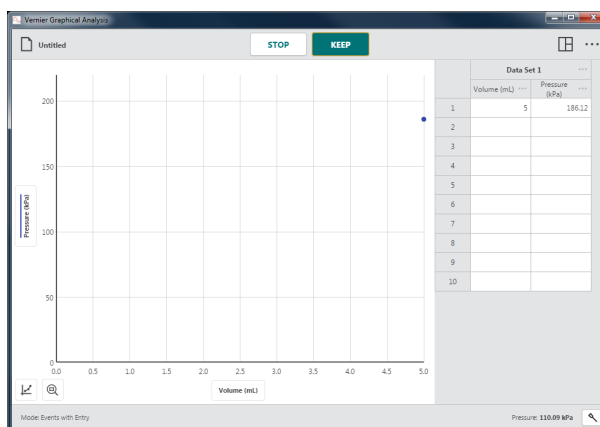 Vernier Graphical Analysis
Untitled
STOP
KEEP
Data Set 1
Volume (mL)
Pressure
(kPa)
1 5 186.12
2
3
4
5
6
7
8
9
10
Pressure (kPa)
200
150
100
50
0
0.0 0.5 1.0 1.5 2.0 2.5 3.0 3.5 4.0 4.5 5.0
Volume (mL)
Mode: Events with Entry
Pressure: 110.09 kPa